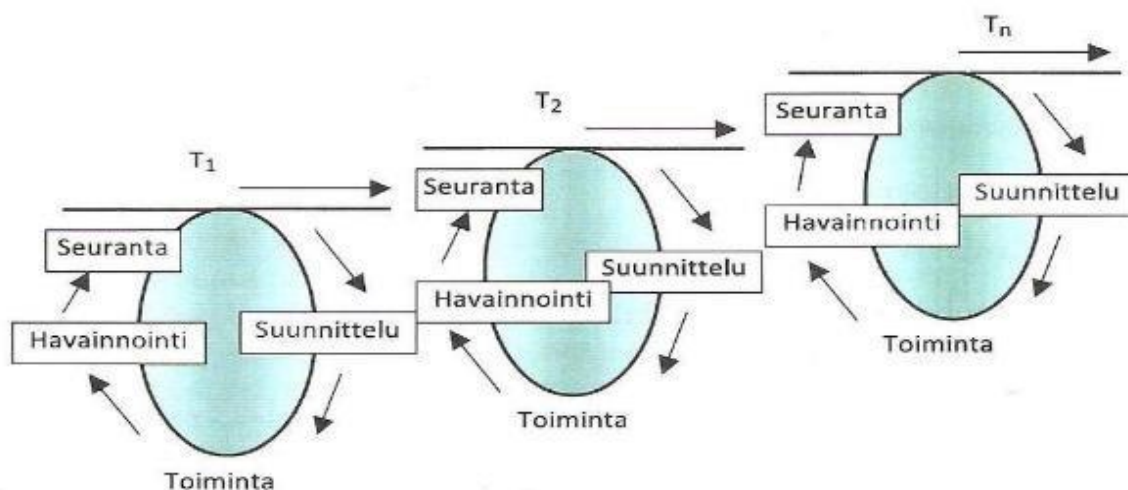 T1
Seuranta
Suunnittelu
Toiminta
Havainnointi
T2
Seuranta
Suunnittelu
Toiminta
Havainnointi
Tn
Seuranta
Suunnittelu
Toiminta
Havainnointi